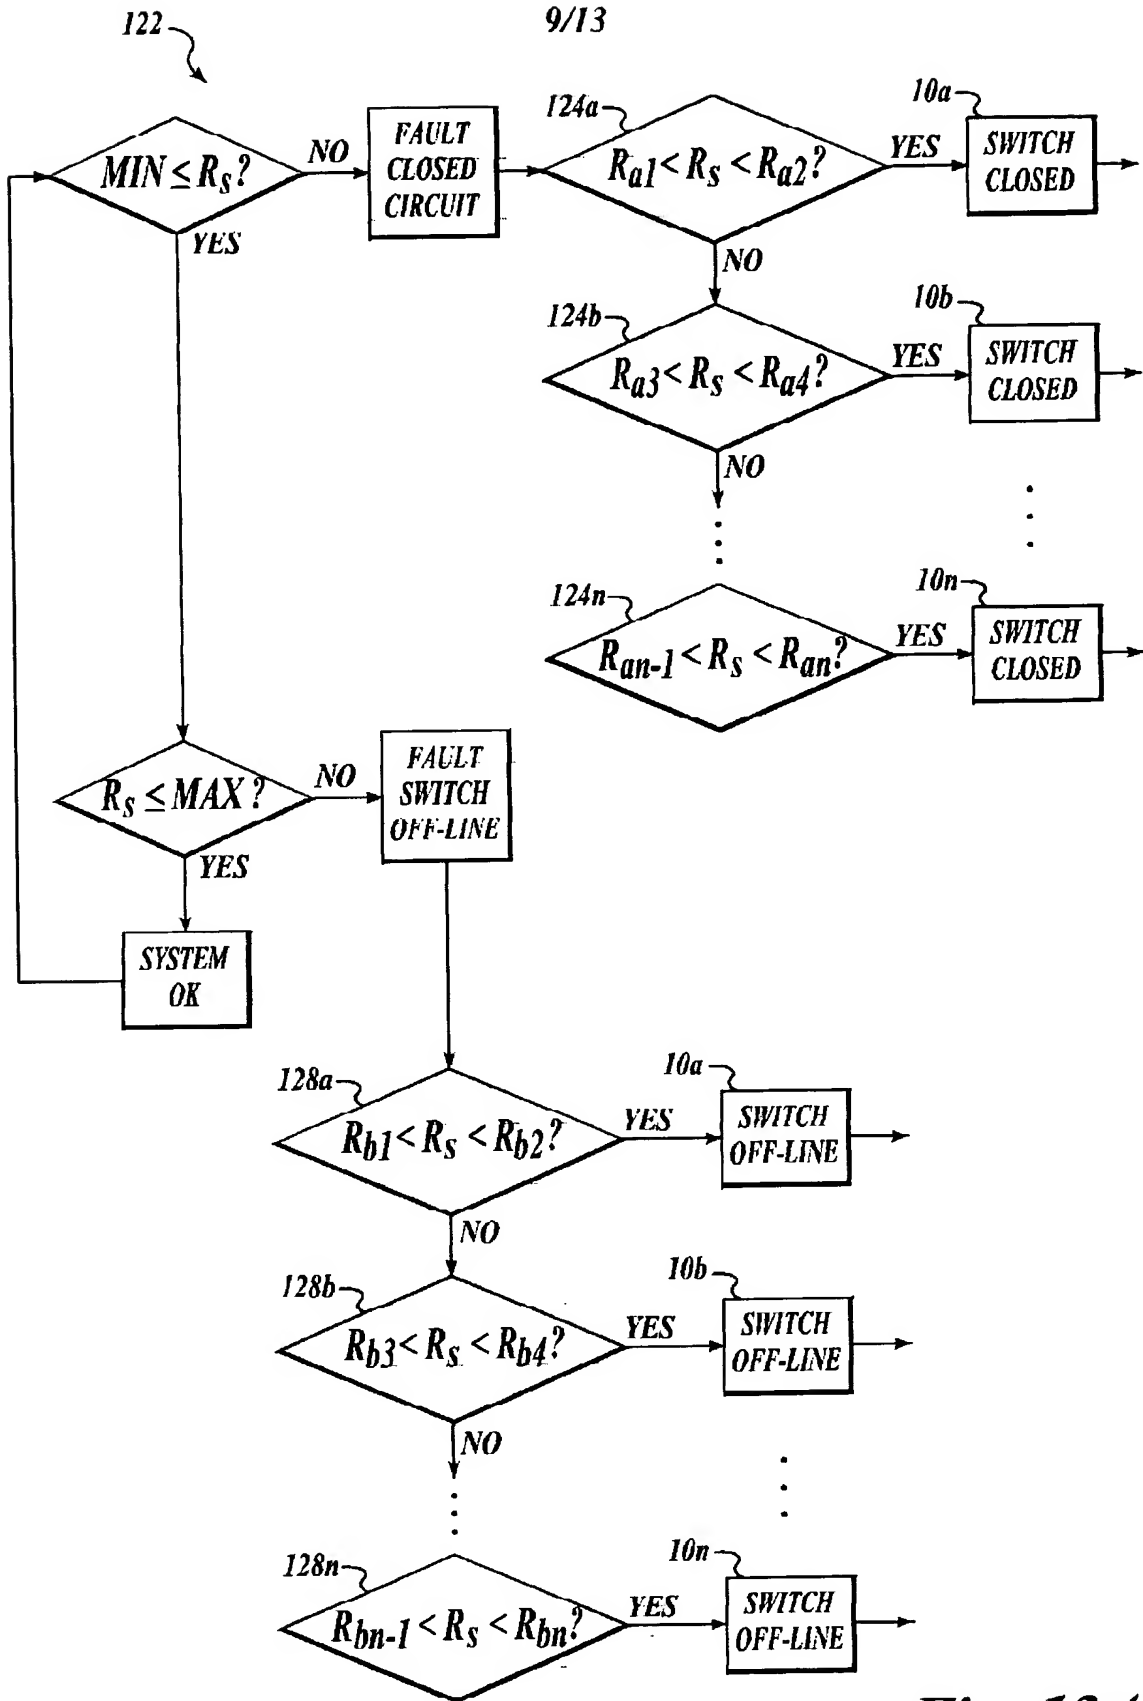 122
9/13
MIN ≤ Rs?
NO
YES
FAULT
CLOSED
CIRCUIT
124a
Ra1 < Rs < Ra2?
YES
NO
10a
SWITCH
CLOSED
124b
Ra3 < Rs < Ra4?
YES
NO
10b
SWITCH
CLOSED
124n
Ran-1 < Rs < Ran?
YES
10n
SWITCH
CLOSED
Rs ≤ MAX?
NO
YES
FAULT
SWITCH
OFF-LINE
SYSTEM
OK
128a
Rb1 < Rs < Rb2?
YES
NO
10a
SWITCH
OFF-LINE
128b
Rb3 < Rs < Rb4?
YES
NO
10b
SWITCH
OFF-LINE
128n
Rbn-1 < Rs < Rbn?
YES
10n
SWITCH
OFF-LINE